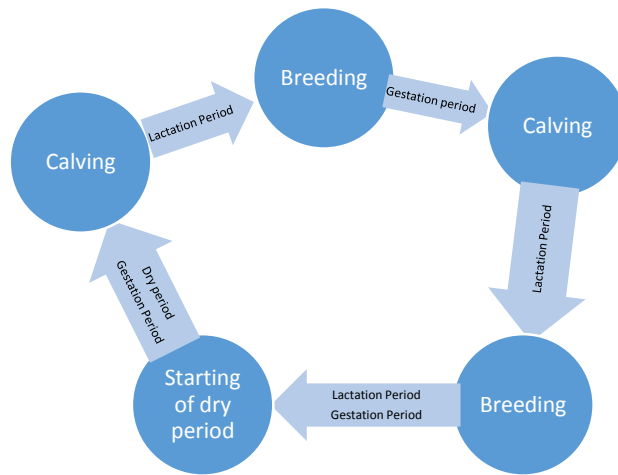 Breeding
Gestation period
Calving
Lactation Period
Breeding
Lactation Period
Gestation Period
Starting
of dry
period
Dry period
Gestation Period
Calving
Lactation Period